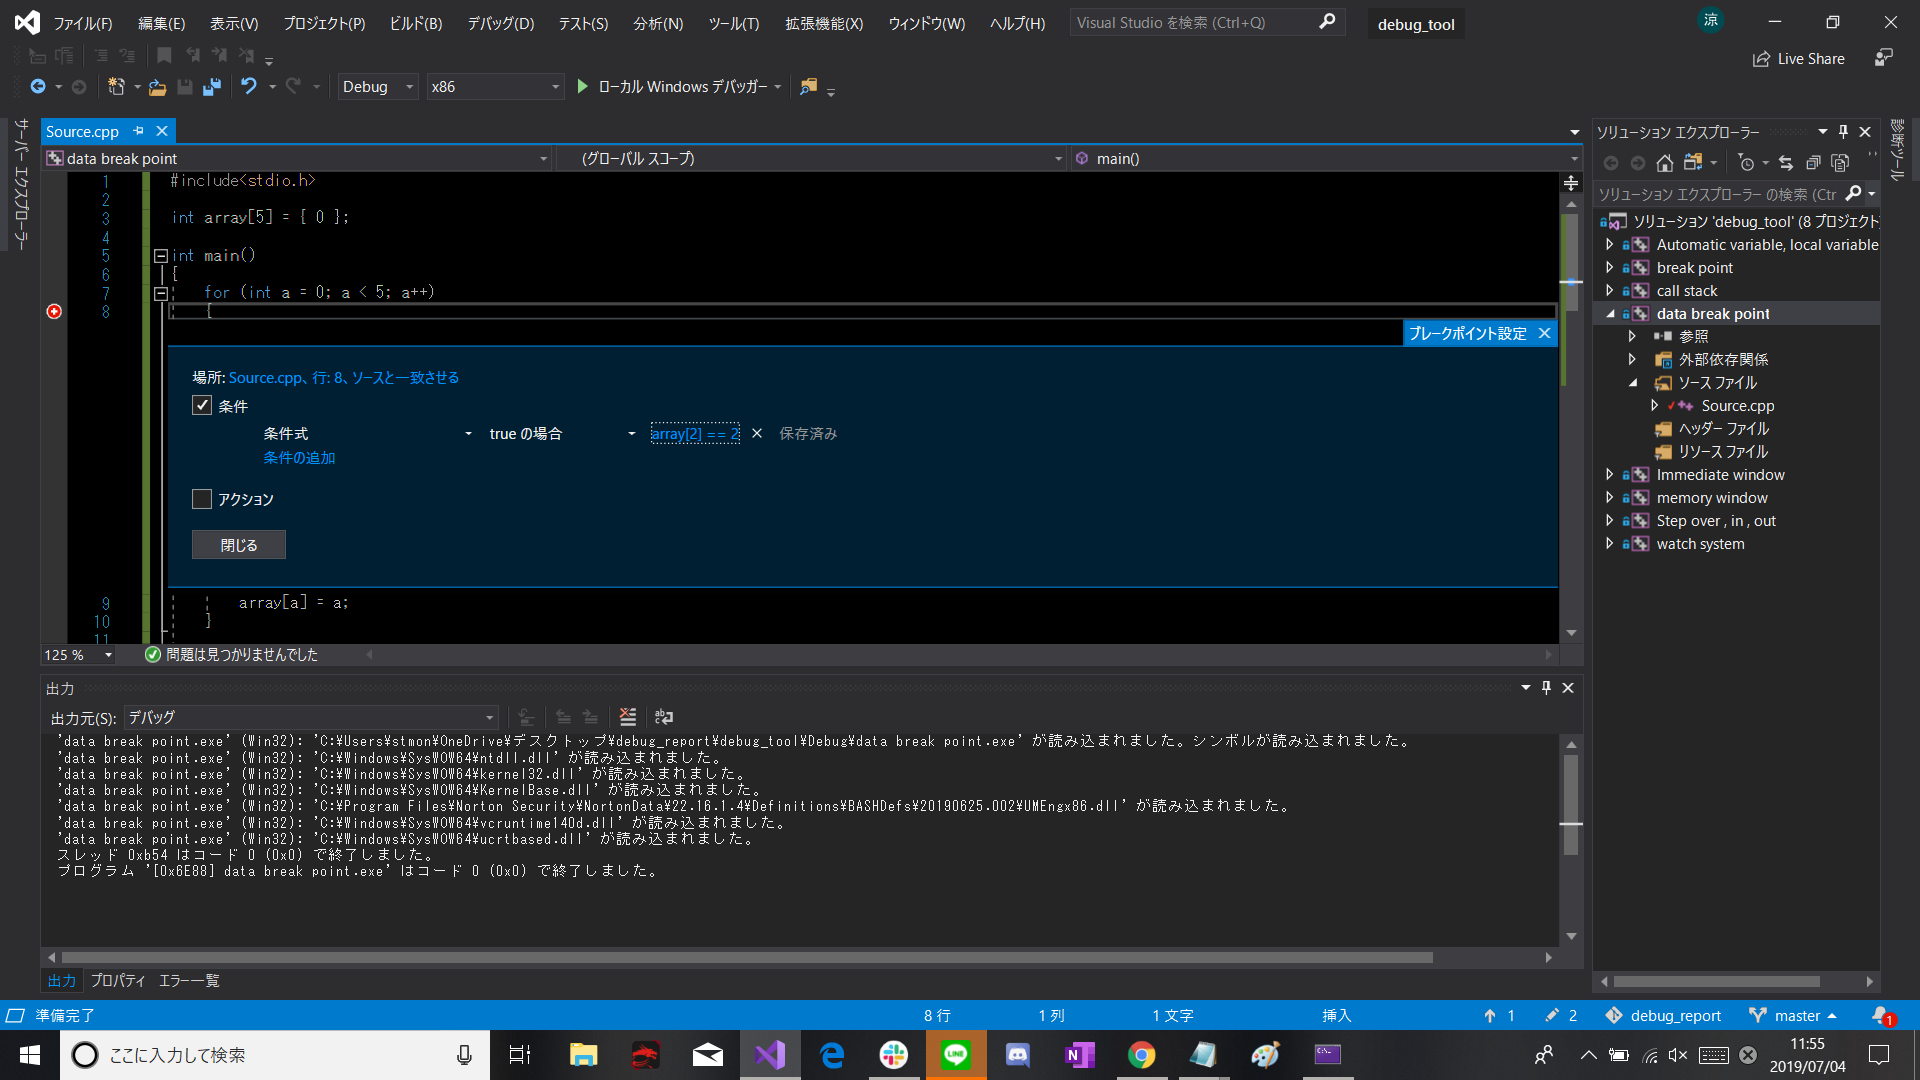 ファイル(F) 編集(E) 表示(V) プロジェクト(P) ビルド(B) デバッグ(D) テスト(S) 分析(N) ツール(T) 拡張機能(X) ウィンドウ(W) ヘルプ(H) Visual Studio を検索 (Ctrl+Q) debug_tool 涼
Live Share
Debug x86 ローカル Windows デバッガー
サーバー エクスプローラー
診断ツール
Source.cpp
data break point (グローバル スコープ) main()
1 #include<stdio.h>
2
3 int array[5] = { 0 };
4
5 int main()
6 {
7 for (int a = 0; a < 5; a++)
8 {
ブレークポイント設定
場所: Source.cpp、行: 8、ソースと一致させる
条件
条件式 true の場合 array[2] == 2 保存済み
条件の追加
アクション
閉じる
9 array[a] = a;
10 }
11
125 % 問題は見つかりませんでした
出力
出力元(S): デバッグ
'data break point.exe' (Win32): 'C:¥Users¥stmon¥OneDrive¥デスクトップ¥debug_report¥debug_tool¥Debug¥data break point.exe' が読み込まれました。シンボルが読み込まれました。
'data break point.exe' (Win32): 'C:¥Windows¥SysWOW64¥ntdll.dll' が読み込まれました。
'data break point.exe' (Win32): 'C:¥Windows¥SysWOW64¥kernel32.dll' が読み込まれました。
'data break point.exe' (Win32): 'C:¥Windows¥SysWOW64¥KernelBase.dll' が読み込まれました。
'data break point.exe' (Win32): 'C:¥Program Files¥Norton Security¥NortonData¥22.16.1.4¥Definitions¥BASHDefs¥20190625.002¥UMEngx86.dll' が読み込まれました。
'data break point.exe' (Win32): 'C:¥Windows¥SysWOW64¥vcruntime140d.dll' が読み込まれました。
'data break point.exe' (Win32): 'C:¥Windows¥SysWOW64¥ucrtbased.dll' が読み込まれました。
スレッド 0xb54 はコード 0 (0x0) で終了しました。
プログラム '[0x6E88] data break point.exe' はコード 0 (0x0) で終了しました。
出力 プロパティ エラー一覧
ソリューション エクスプローラー
ソリューション エクスプローラー の検索 (Ctr
ソリューション 'debug_tool' (8 プロジェクト)
Automatic variable, local variable
break point
call stack
data break point
参照
外部依存関係
ソース ファイル
Source.cpp
ヘッダー ファイル
リソース ファイル
Immediate window
memory window
Step over , in , out
watch system
準備完了 8 行 1 列 1 文字 挿入 1 2 debug_report master 1
ここに入力して検索 LINE 11:55
2019/07/04